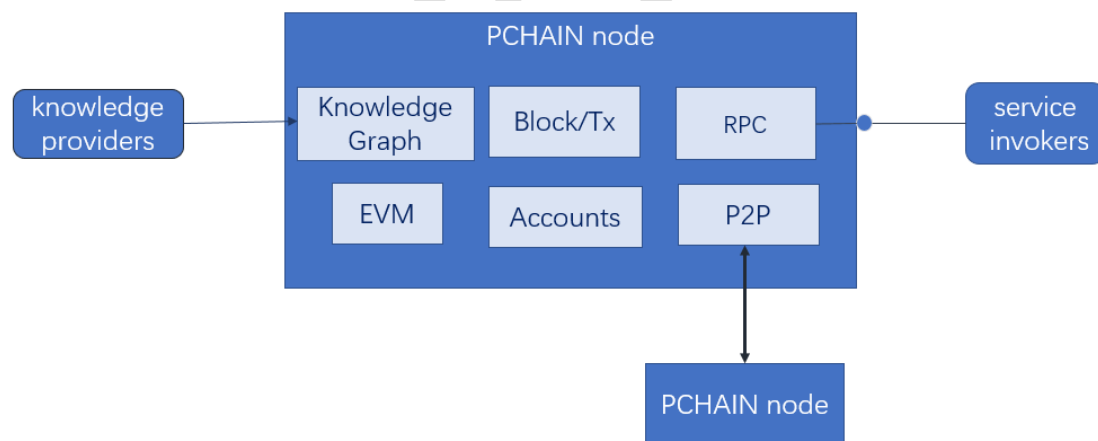 PCHAIN node
knowledge
providers
Knowledge
Graph
Block/Tx
RPC
service
invokers
EVM
Accounts
P2P
PCHAIN node